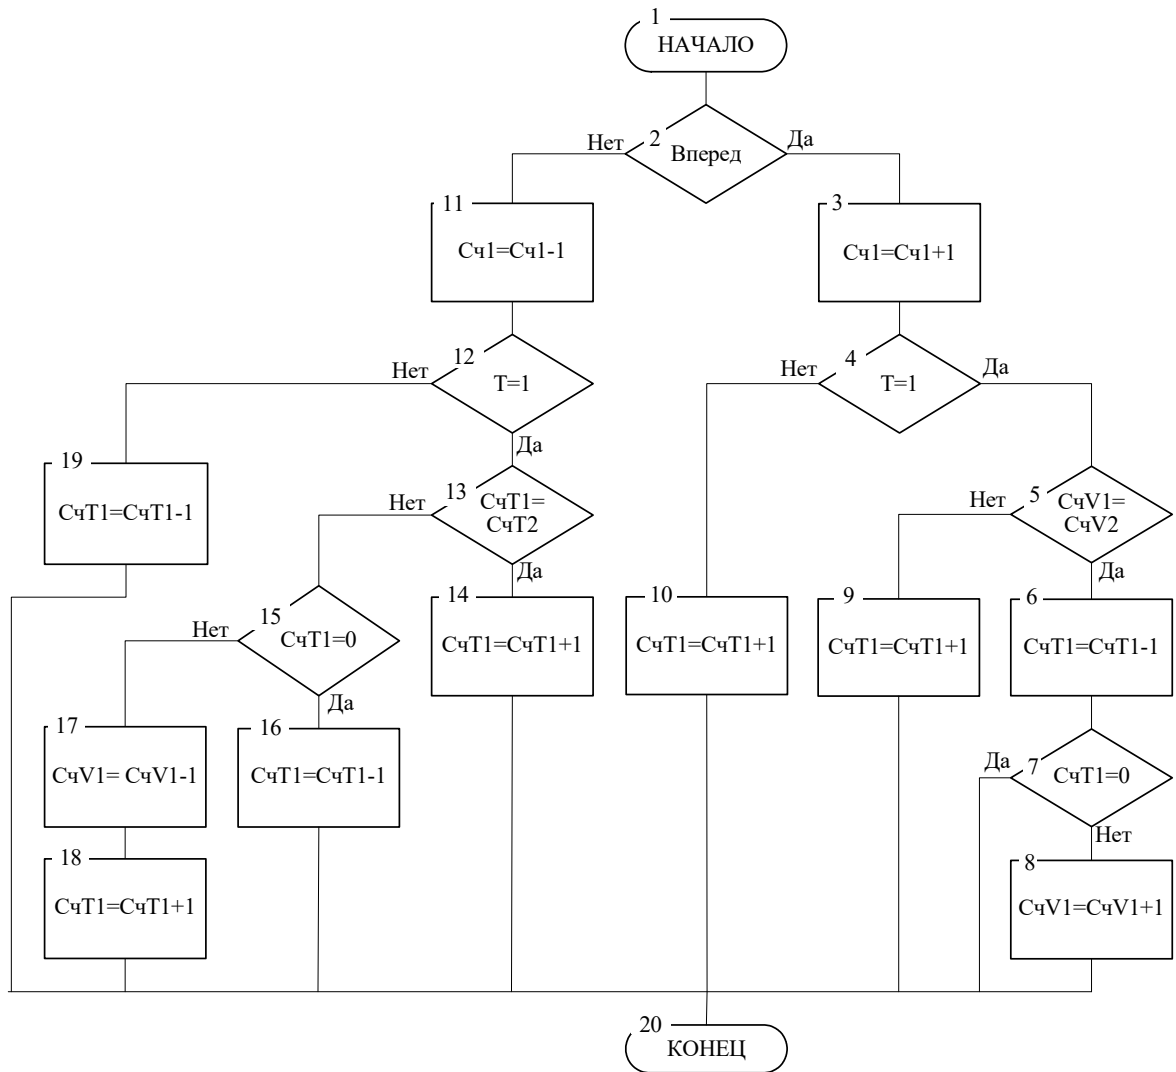 1
НАЧАЛО
Нет
2
Вперед
Да
11
Сч1=Сч1-1
3
Сч1=Сч1+1
Нет
12
T=1
Да
Нет
4
T=1
Да
19
СчT1=СчT1-1
Нет
13
СчT1=
СчT2
Да
Нет
5
СчV1=
СчV2
Да
Нет
15
СчT1=0
Да
14
СчT1=СчT1+1
10
СчT1=СчT1+1
9
СчT1=СчT1+1
6
СчT1=СчT1-1
17
СчV1= СчV1-1
16
СчT1=СчT1-1
Да
7
СчT1=0
Нет
18
СчT1=СчT1+1
8
СчV1=СчV1+1
20
КОНЕЦ